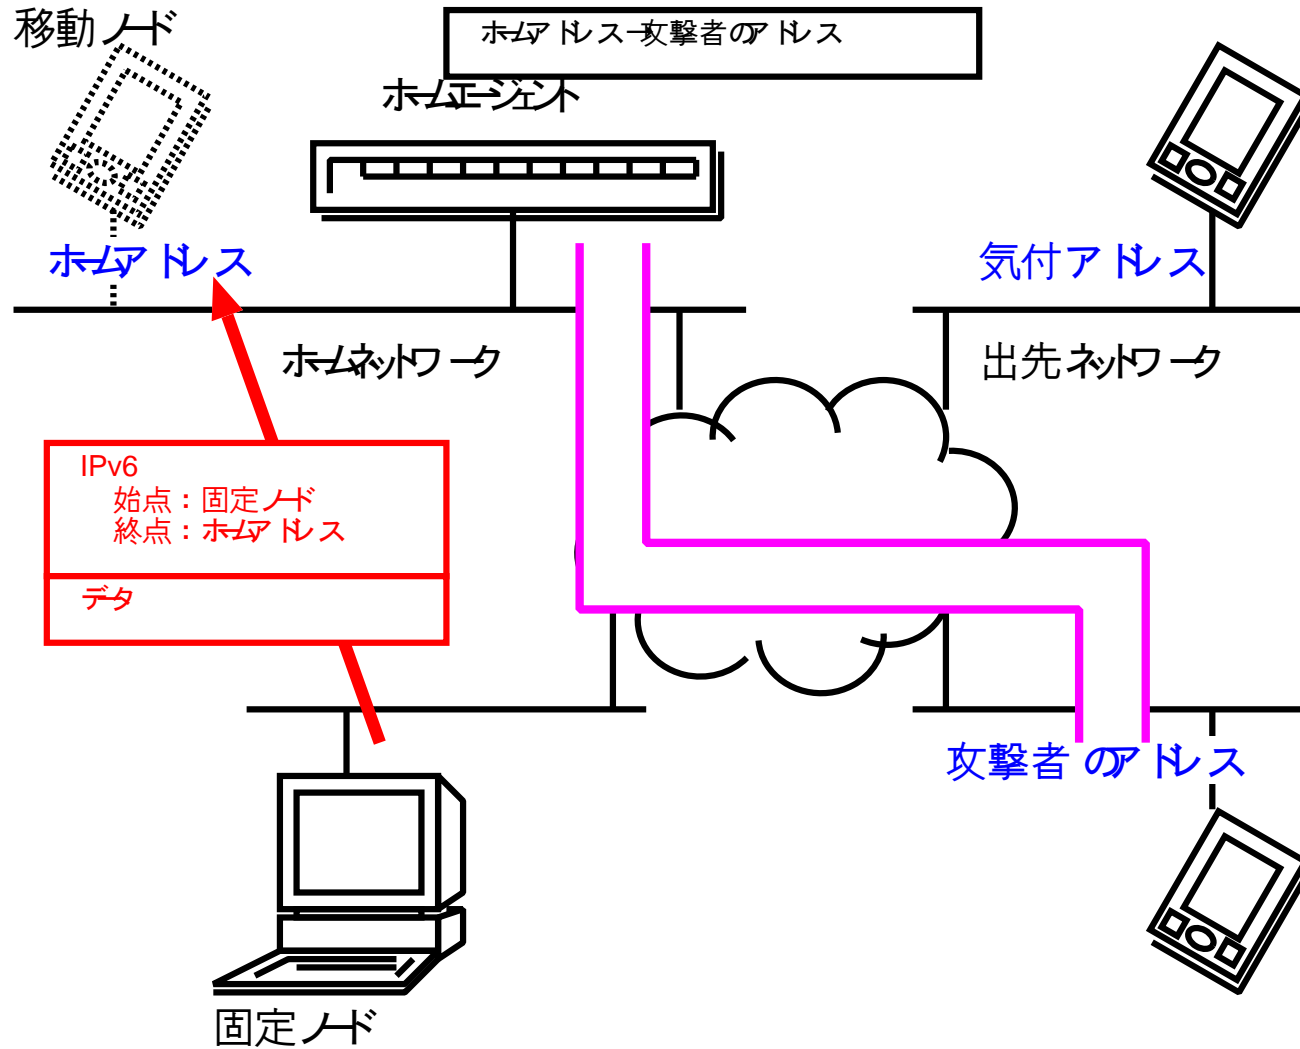 移動ノード
ホームアドレス→攻撃者のアドレス
ホームエージェント
ホームアドレス
気付アドレス
ホームネットワーク
出先ネットワーク
IPv6
始点：固定ノード
終点：ホームアドレス
データ
攻撃者のアドレス
固定ノード